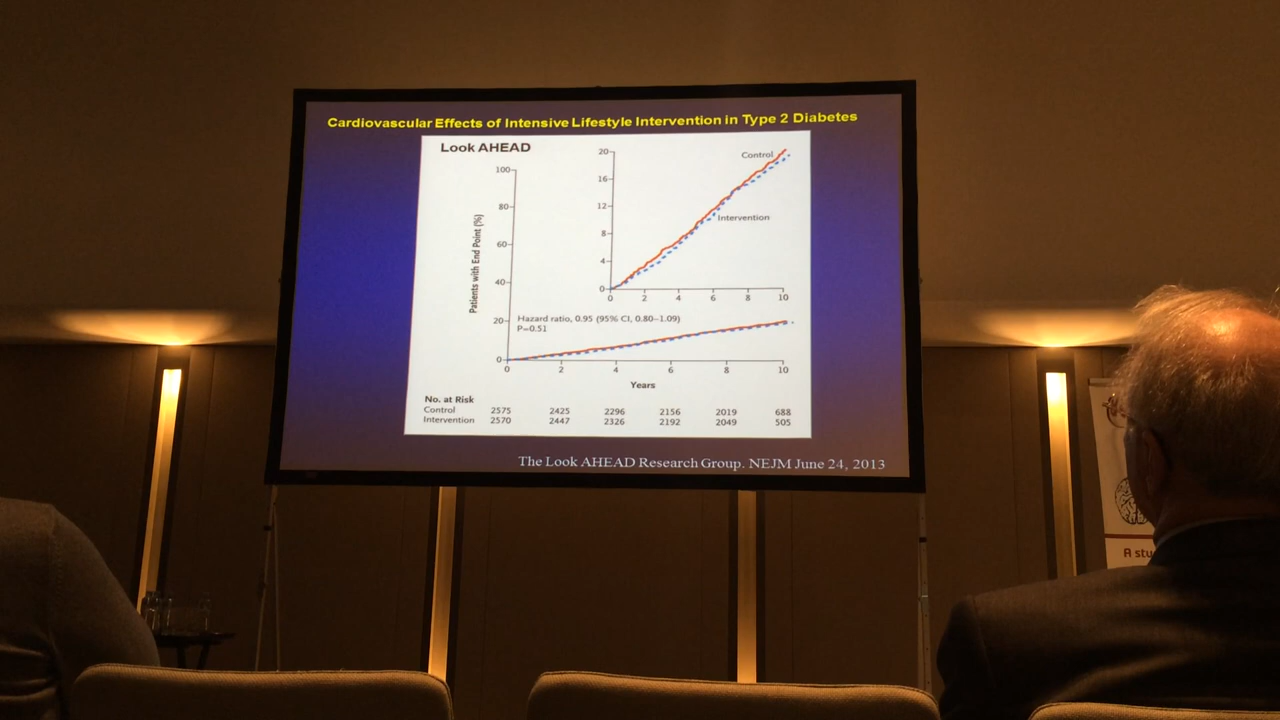 Cardiovascular Effects of Intensive Lifestyle Intervention in Type 2 Diabetes
Look AHEAD
Patients with End Point (%)
100
80
60
40
20
0
0 2 4 6 8 10
Years
20
16
12
8
4
0
0 2 4 6 8 10
Control
Intervention
Hazard ratio, 0.95 (95% CI, 0.80–1.09)
P=0.51
No. at Risk
Control 2575 2425 2296 2156 2019 688
Intervention 2570 2447 2326 2192 2049 505
The Look AHEAD Research Group. NEJM June 24, 2013
A stu